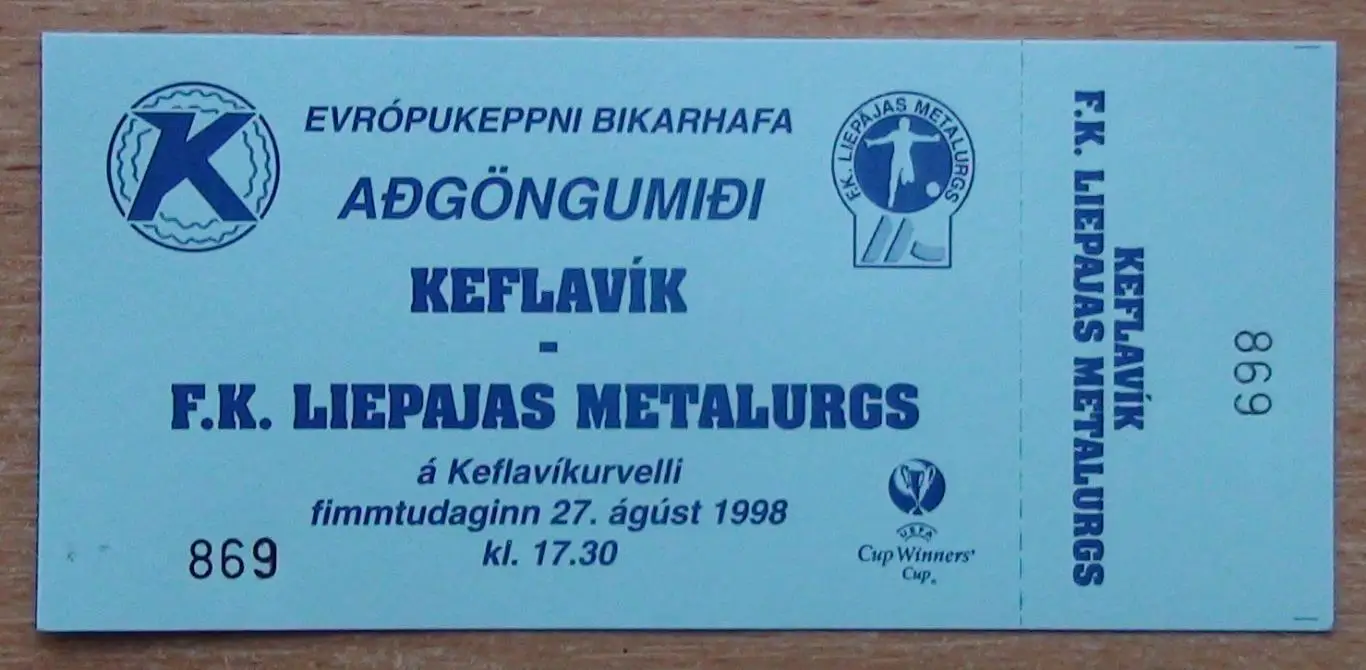 K
EVRÓPUKEPPNI BIKARHAFA
F.K. LIEPAJAS METALURGS
AÐGÖNGUMIÐI
KEFLAVÍK
-
F.K. LIEPAJAS METALURGS
á Keflavíkurvelli
fimmtudaginn 27. ágúst 1998
kl. 17.30
869
UEFA
Cup Winners'
Cup®
KEFLAVÍK
F.K. LIEPAJAS METALURGS
869